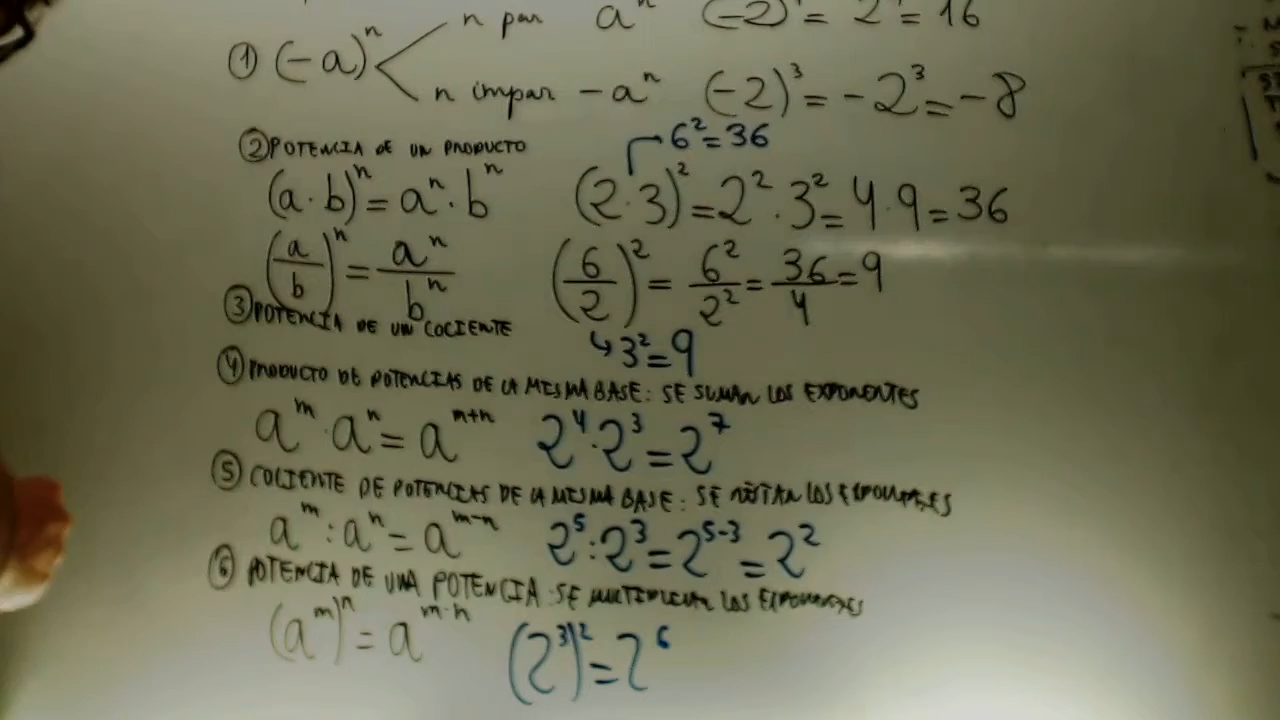 n par aⁿ (-2) = 2 = 16
① (-a)ⁿ
n impar -aⁿ (-2)³ = -2³ = -8
② POTENCIA DE UN PRODUCTO 6² = 36
(a·b)ⁿ = aⁿ·bⁿ (2·3)² = 2²·3² = 4·9 = 36
(a/b)ⁿ = aⁿ/bⁿ (6/2)² = 6²/2² = 36/4 = 9
③ POTENCIA DE UN COCIENTE
↳ 3² = 9
④ PRODUCTO DE POTENCIAS DE LA MISMA BASE: SE SUMAN LOS EXPONENTES
aᵐ·aⁿ = aᵐ⁺ⁿ 2⁴·2³ = 2⁷
⑤ COCIENTE DE POTENCIAS DE LA MISMA BASE: SE RESTAN LOS EXPONENTES
aᵐ:aⁿ = aᵐ⁻ⁿ 2⁵:2³ = 2⁵⁻³ = 2²
⑥ POTENCIA DE UNA POTENCIA: SE MULTIPLICAN LOS EXPONENTES
(aᵐ)ⁿ = aᵐ·ⁿ (2³)² = 2⁶